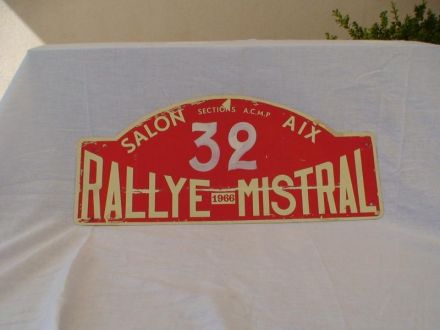 SALON SECTIONS A.C.M.P AIX
32
RALLYE 1966 MISTRAL